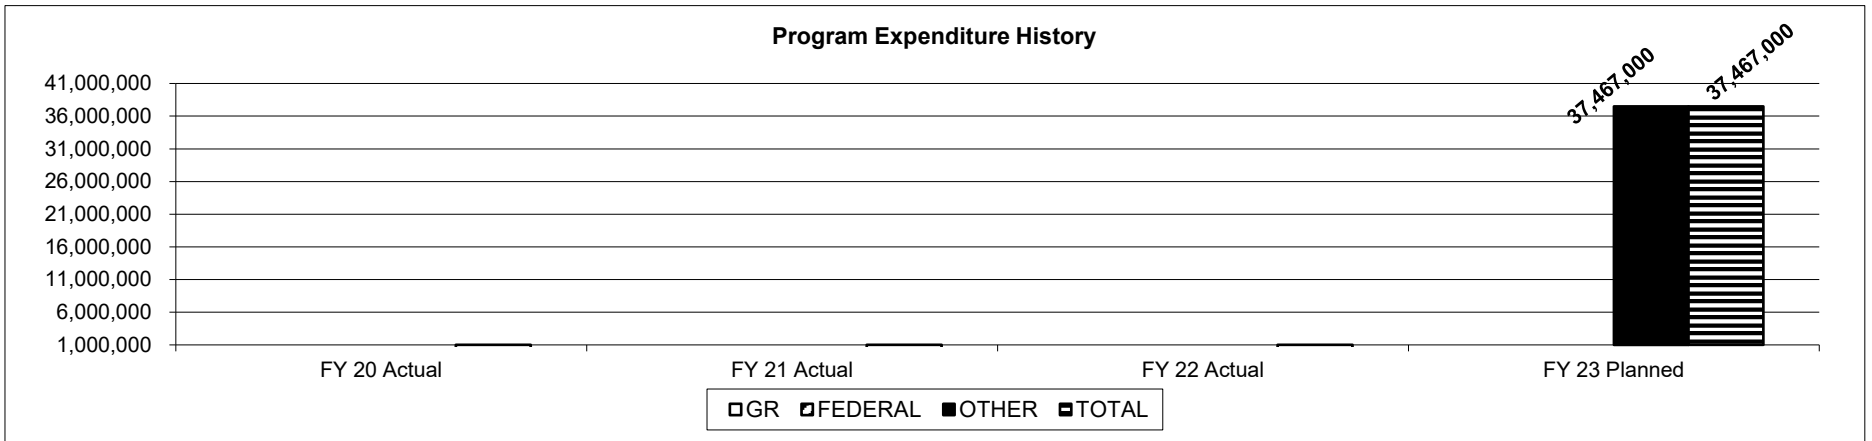 Program Expenditure History
37,467,000
37,467,000
41,000,000
36,000,000
31,000,000
26,000,000
21,000,000
16,000,000
11,000,000
6,000,000
1,000,000
FY 20 Actual
FY 21 Actual
FY 22 Actual
FY 23 Planned
GR FEDERAL OTHER TOTAL